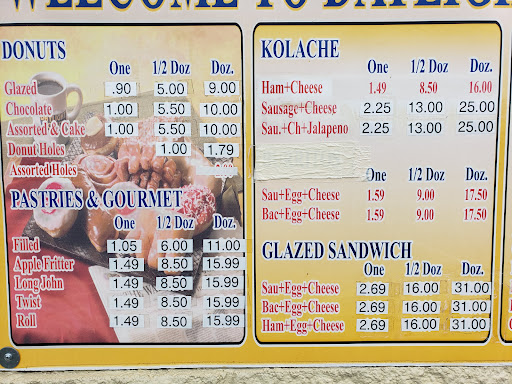 WELCOME TO DAYLIGH
DONUTS
One 1/2 Doz Doz.
Glazed .90 5.00 9.00
Chocolate 1.00 5.50 10.00
Assorted & Cake 1.00 5.50 10.00
Donut Holes 1.00 1.79
Assorted Holes
PASTRIES & GOURMET
One 1/2 Doz Doz.
Filled 1.05 6.00 11.00
Apple Fritter 1.49 8.50 15.99
Long John 1.49 8.50 15.99
Twist 1.49 8.50 15.99
Roll 1.49 8.50 15.99
KOLACHE
One 1/2 Doz Doz.
Ham+Cheese 1.49 8.50 16.00
Sausage+Cheese 2.25 13.00 25.00
Sau.+Ch+Jalapeno 2.25 13.00 25.00
One 1/2 Doz Doz.
Sau+Egg+Cheese 1.59 9.00 17.50
Bac+Egg+Cheese 1.59 9.00 17.50
GLAZED SANDWICH
One 1/2 Doz Doz.
Sau+Egg+Cheese 2.69 16.00 31.00
Bac+Egg+Cheese 2.69 16.00 31.00
Ham+Egg+Cheese 2.69 16.00 31.00